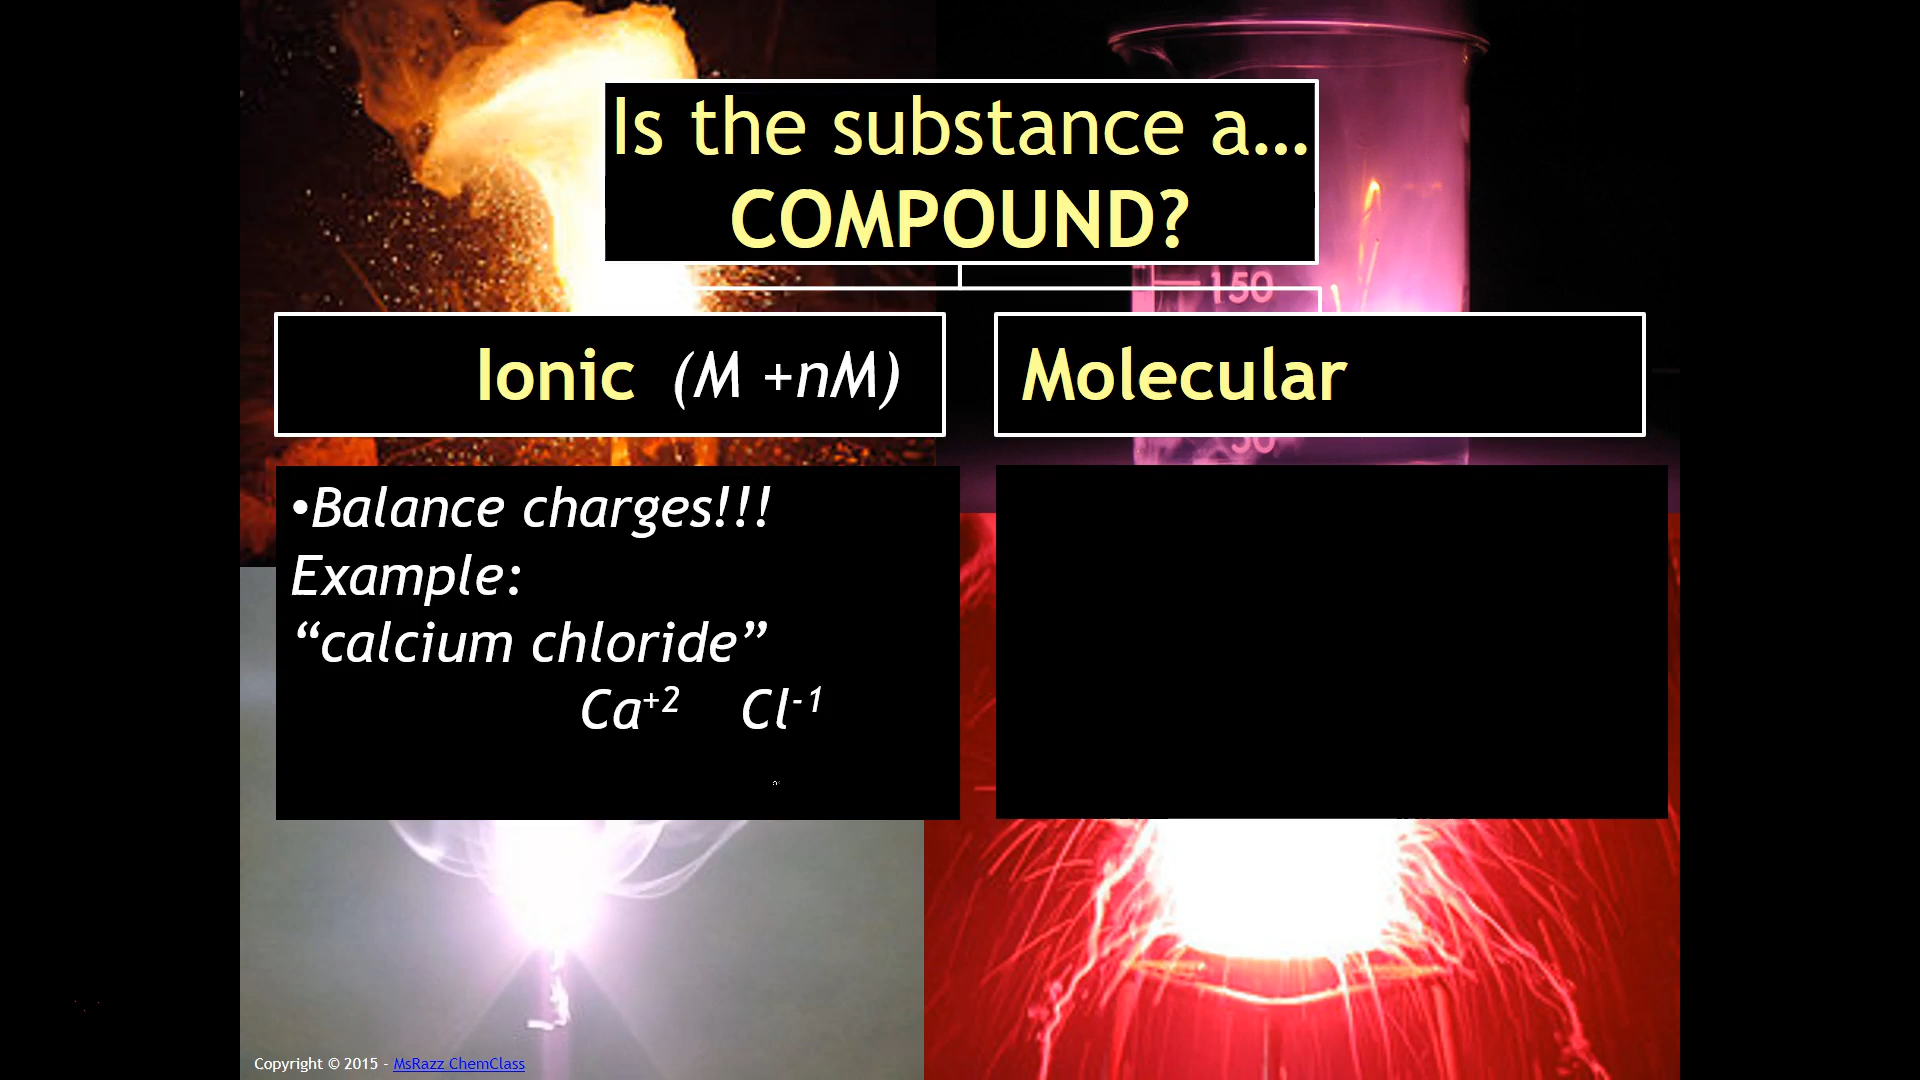 Is the substance a…
COMPOUND?
150
50
Ionic (M +nM)
Molecular
•Balance charges!!!
Example:
“calcium chloride”
Ca⁺² Cl⁻¹
Copyright © 2015 - MsRazz ChemClass